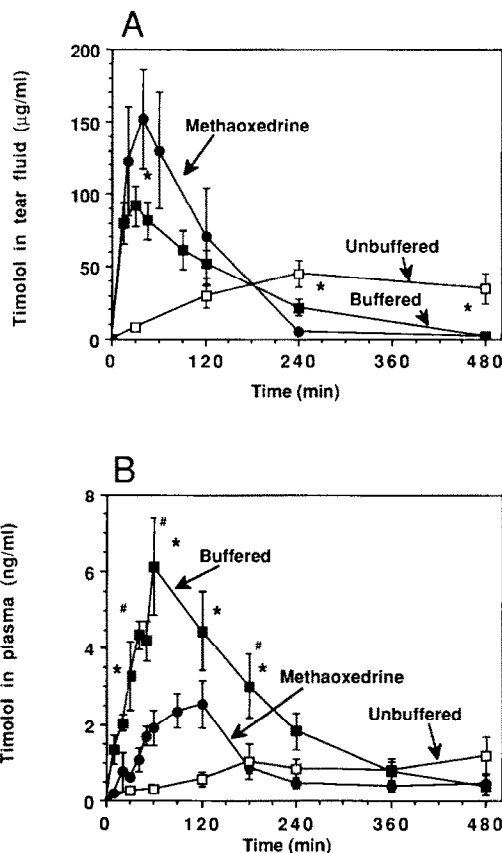 A
Timolol in tear fluid (µg/ml)
200
150
100
50
0
Methaoxedrine
*
Unbuffered
*
Buffered
*
0 120 240 360 480
Time (min)
B
Timolol in plasma (ng/ml)
8
6
4
2
0
#
*
Buffered
#
*
*
#
*
Methaoxedrine
Unbuffered
0 120 240 360 480
Time (min)